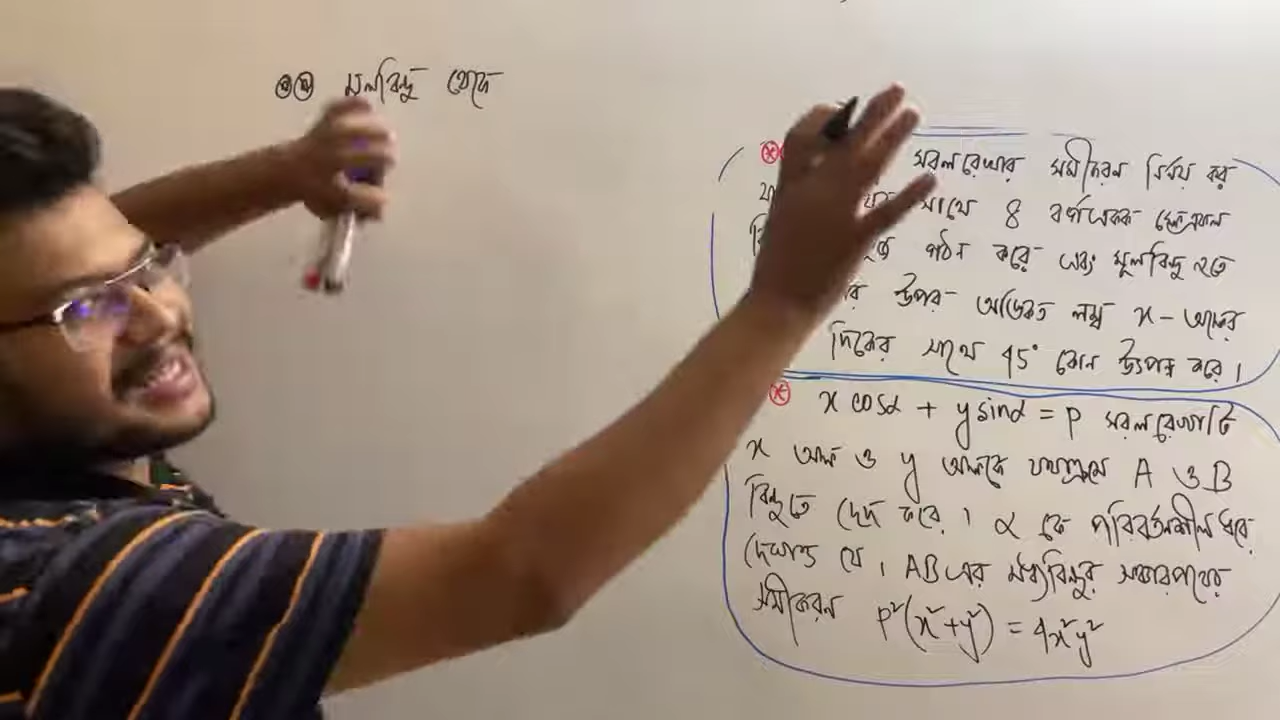 মূলবিন্দু থেকে
সরলরেখার সমীকরণ নির্ণয় কর
সাথে 8 বর্গ একক ক্ষেত্রফল
গঠন করে এবং মূলবিন্দু হতে
উপর অঙ্কিত লম্ব x-অক্ষের
দিকের সাথে 45° কোণ উৎপন্ন করে।
x cosα + y sinα = P সরলরেখাটি
x অক্ষ ও y অক্ষকে যথাক্রমে A ও B
বিন্দুতে ছেদ করে। α কে পরিবর্তনশীল ধরে
দেখাও যে, AB এর মধ্যবিন্দুর সঞ্চারপথের
সমীকরণ P²(x²+y²) = 4x²y²